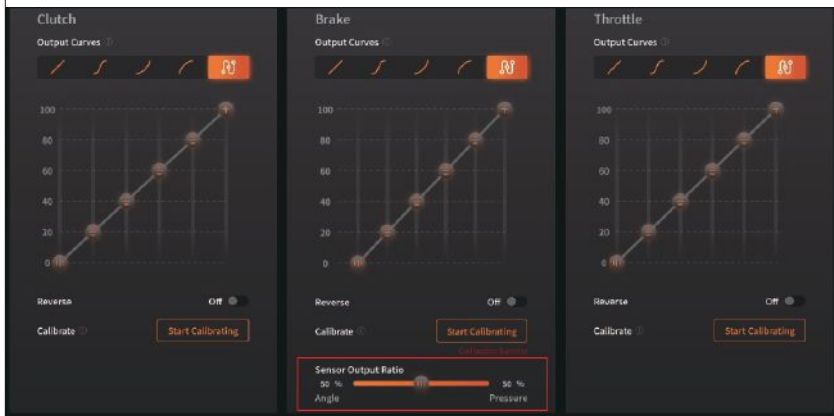 Clutch
Output Curves
100
80
60
40
20
0
Reverse Off
Calibrate Start Calibrating
Brake
Output Curves
100
80
60
40
20
0
Reverse Off
Calibrate Start Calibrating
Sensor Output Ratio
50 % 50 %
Angle Pressure
Throttle
Output Curves
100
80
60
40
20
0
Reverse Off
Calibrate Start Calibrating